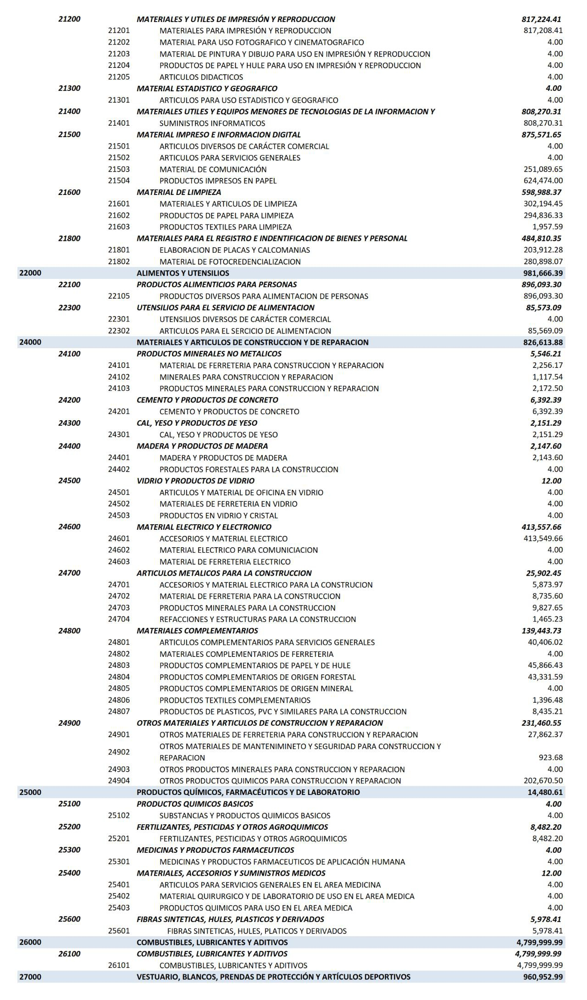 21200 MATERIALES Y UTILES DE IMPRESIÓN Y REPRODUCCION 817,224.41
21201 MATERIALES PARA IMPRESIÓN Y REPRODUCCION 817,208.41
21202 MATERIAL PARA USO FOTOGRAFICO Y CINEMATOGRAFICO 4.00
21203 MATERIAL DE PINTURA Y DIBUJO PARA USO EN IMPRESIÓN Y REPRODUCCION 4.00
21204 PRODUCTOS DE PAPEL Y HULE PARA USO EN IMPRESIÓN Y REPRODUCCION 4.00
21205 ARTICULOS DIDACTICOS 4.00
21300 MATERIAL ESTADISTICO Y GEOGRAFICO 4.00
21301 ARTICULOS PARA USO ESTADISTICO Y GEOGRAFICO 4.00
21400 MATERIALES UTILES Y EQUIPOS MENORES DE TECNOLOGIAS DE LA INFORMACION Y 808,270.31
21401 SUMINISTROS INFORMATICOS 808,270.31
21500 MATERIAL IMPRESO E INFORMACION DIGITAL 875,571.65
21501 ARTICULOS DIVERSOS DE CARÁCTER COMERCIAL 4.00
21502 ARTICULOS PARA SERVICIOS GENERALES 4.00
21503 MATERIAL DE COMUNICACIÓN 251,089.65
21504 PRODUCTOS IMPRESOS EN PAPEL 624,474.00
21600 MATERIAL DE LIMPIEZA 598,988.37
21601 MATERIALES Y ARTICULOS DE LIMPIEZA 302,194.45
21602 PRODUCTOS DE PAPEL PARA LIMPIEZA 294,836.33
21603 PRODUCTOS TEXTILES PARA LIMPIEZA 1,957.59
21800 MATERIALES PARA EL REGISTRO E INDENTIFICACION DE BIENES Y PERSONAL 484,810.35
21801 ELABORACION DE PLACAS Y CALCOMANIAS 203,912.28
21802 MATERIAL DE FOTOCREDENCIALIZACION 280,898.07
22000 ALIMENTOS Y UTENSILIOS 981,666.39
22100 PRODUCTOS ALIMENTICIOS PARA PERSONAS 896,093.30
22105 PRODUCTOS DIVERSOS PARA ALIMENTACION DE PERSONAS 896,093.30
22300 UTENSILIOS PARA EL SERVICIO DE ALIMENTACION 85,573.09
22301 UTENSILIOS DIVERSOS DE CARÁCTER COMERCIAL 4.00
22302 ARTICULOS PARA EL SERCICIO DE ALIMENTACION 85,569.09
24000 MATERIALES Y ARTICULOS DE CONSTRUCCION Y DE REPARACION 826,613.88
24100 PRODUCTOS MINERALES NO METALICOS 5,546.21
24101 MATERIAL DE FERRETERIA PARA CONSTRUCCION Y REPARACION 2,256.17
24102 MINERALES PARA CONSTRUCCION Y REPARACION 1,117.54
24103 PRODUCTOS MINERALES PARA CONSTRUCCION Y REPARACION 2,172.50
24200 CEMENTO Y PRODUCTOS DE CONCRETO 6,392.39
24201 CEMENTO Y PRODUCTOS DE CONCRETO 6,392.39
24300 CAL, YESO Y PRODUCTOS DE YESO 2,151.29
24301 CAL, YESO Y PRODUCTOS DE YESO 2,151.29
24400 MADERA Y PRODUCTOS DE MADERA 2,147.60
24401 MADERA Y PRODUCTOS DE MADERA 2,143.60
24402 PRODUCTOS FORESTALES PARA LA CONSTRUCCION 4.00
24500 VIDRIO Y PRODUCTOS DE VIDRIO 12.00
24501 ARTICULOS Y MATERIAL DE OFICINA EN VIDRIO 4.00
24502 MATERIALES DE FERRETERIA EN VIDRIO 4.00
24503 PRODUCTOS EN VIDRIO Y CRISTAL 4.00
24600 MATERIAL ELECTRICO Y ELECTRONICO 413,557.66
24601 ACCESORIOS Y MATERIAL ELECTRICO 413,549.66
24602 MATERIAL ELECTRICO PARA COMUNICIACION 4.00
24603 MATERIAL DE FERRETERIA ELECTRICO 4.00
24700 ARTICULOS METALICOS PARA LA CONSTRUCCION 25,902.45
24701 ACCESORIOS Y MATERIAL ELECTRICO PARA LA CONSTRUCION 5,873.97
24702 MATERIAL DE FERRETERIA PARA LA CONSTRUCCION 8,735.60
24703 PRODUCTOS MINERALES PARA LA CONSTRUCCION 9,827.65
24704 REFACCIONES Y ESTRUCTURAS PARA LA CONSTRUCCION 1,465.23
24800 MATERIALES COMPLEMENTARIOS 139,443.73
24801 ARTICULOS COMPLEMENTARIOS PARA SERVICIOS GENERALES 40,406.02
24802 MATERIALES COMPLEMENTARIOS DE FERRETERIA 4.00
24803 PRODUCTOS COMPLEMENTARIOS DE PAPEL Y DE HULE 45,866.43
24804 PRODUCTOS COMPLEMENTARIOS DE ORIGEN FORESTAL 43,331.59
24805 PRODUCTOS COMPLEMENTARIOS DE ORIGEN MINERAL 4.00
24806 PRODUCTOS TEXTILES COMPLEMENTARIOS 1,396.48
24807 PRODUCTOS DE PLASTICOS, PVC Y SIMILARES PARA LA CONSTRUCCION 8,435.21
24900 OTROS MATERIALES Y ARTICULOS DE CONSTRUCCION Y REPARACION 231,460.55
24901 OTROS MATERIALES DE FERRETERIA PARA CONSTRUCCION Y REPARACION 27,862.37
24902 OTROS MATERIALES DE MANTENIMINETO Y SEGURIDAD PARA CONSTRUCCION Y
REPARACION 923.68
24903 OTROS PRODUCTOS MINERALES PARA CONSTRUCCION Y REPARACION 4.00
24904 OTROS PRODUCTOS QUIMICOS PARA CONSTRUCCION Y REPARACION 202,670.50
25000 PRODUCTOS QUÍMICOS, FARMACÉUTICOS Y DE LABORATORIO 14,480.61
25100 PRODUCTOS QUIMICOS BASICOS 4.00
25102 SUBSTANCIAS Y PRODUCTOS QUIMICOS BASICOS 4.00
25200 FERTILIZANTES, PESTICIDAS Y OTROS AGROQUIMICOS 8,482.20
25201 FERTILIZANTES, PESTICIDAS Y OTROS AGROQUIMICOS 8,482.20
25300 MEDICINAS Y PRODUCTOS FARMACEUTICOS 4.00
25301 MEDICINAS Y PRODUCTOS FARMACEUTICOS DE APLICACIÓN HUMANA 4.00
25400 MATERIALES, ACCESORIOS Y SUMINISTROS MEDICOS 12.00
25401 ARTICULOS PARA SERVICIOS GENERALES EN EL AREA MEDICINA 4.00
25402 MATERIAL QUIRURGICO Y DE LABORATORIO DE USO EN EL AREA MEDICA 4.00
25403 PRODUCTOS QUIMICOS PARA USO EN EL AREA MEDICA 4.00
25600 FIBRAS SINTETICAS, HULES, PLASTICOS Y DERIVADOS 5,978.41
25601 FIBRAS SINTETICAS, HULES, PLATICOS Y DERIVADOS 5,978.41
26000 COMBUSTIBLES, LUBRICANTES Y ADITIVOS 4,799,999.99
26100 COMBUSTIBLES, LUBRICANTES Y ADITIVOS 4,799,999.99
26101 COMBUSTIBLES, LUBRICANTES Y ADITIVOS 4,799,999.99
27000 VESTUARIO, BLANCOS, PRENDAS DE PROTECCIÓN Y ARTÍCULOS DEPORTIVOS 960,952.99